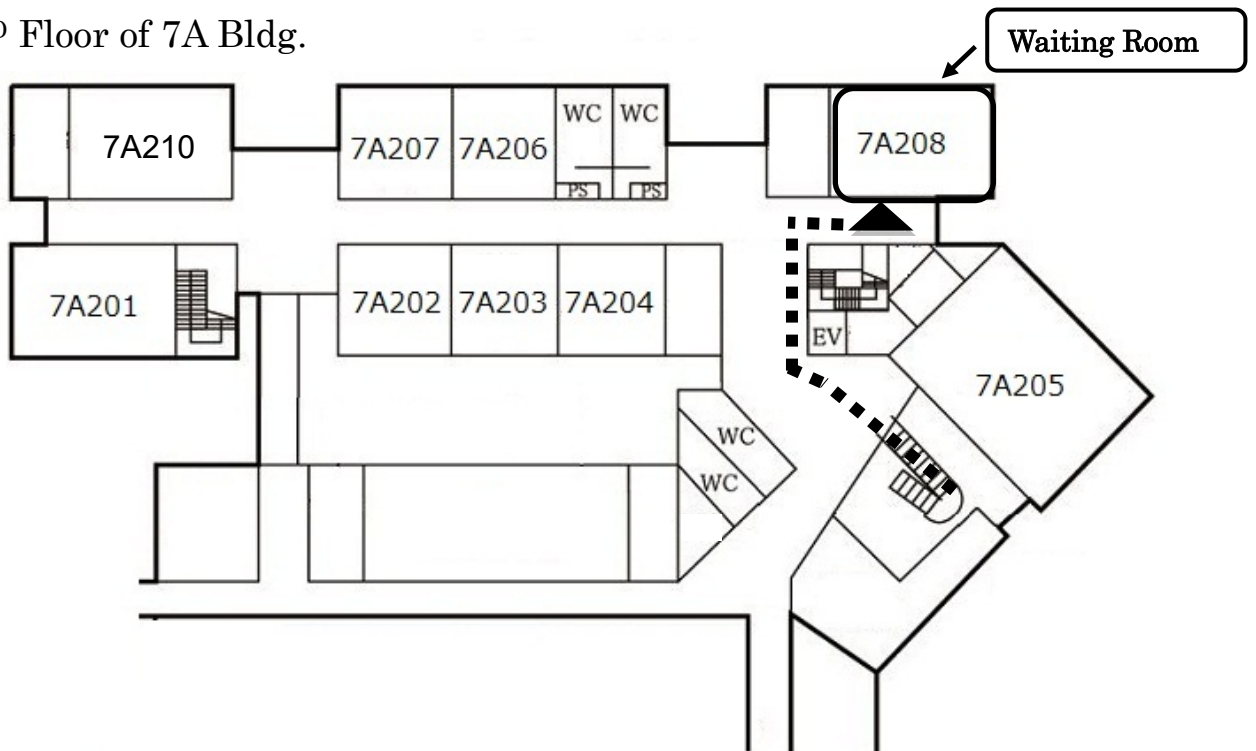 Floor of 7A Bldg.
Waiting Room
WC WC
7A210
7A207 7A206
7A208
PS PS
7A201
7A202 7A203 7A204
EV
7A205
WC
WC